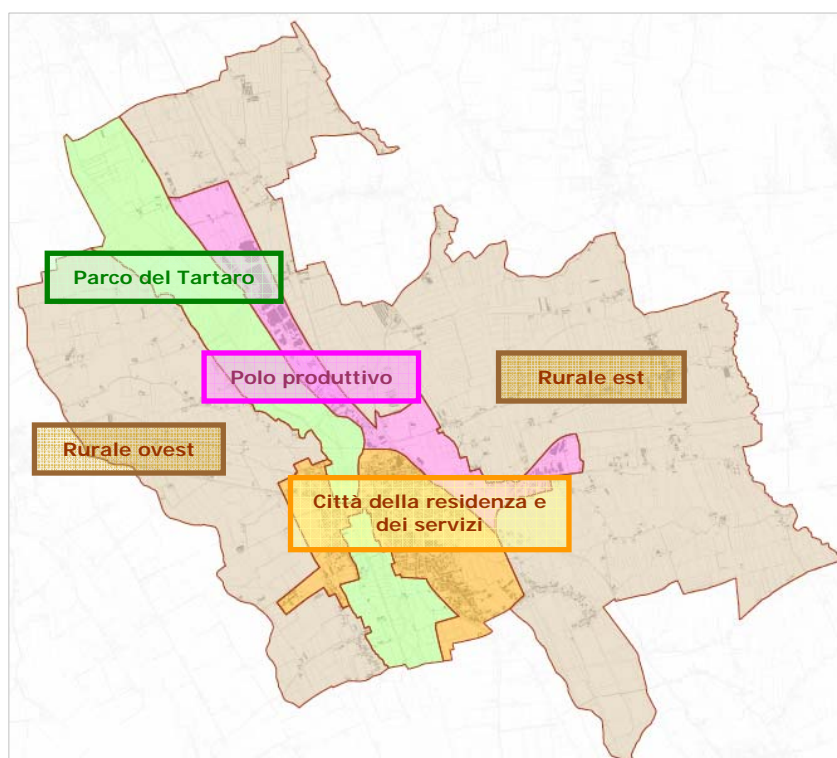 Parco del Tartaro
Polo produttivo
Rurale est
Rurale ovest
Città della residenza e
dei servizi